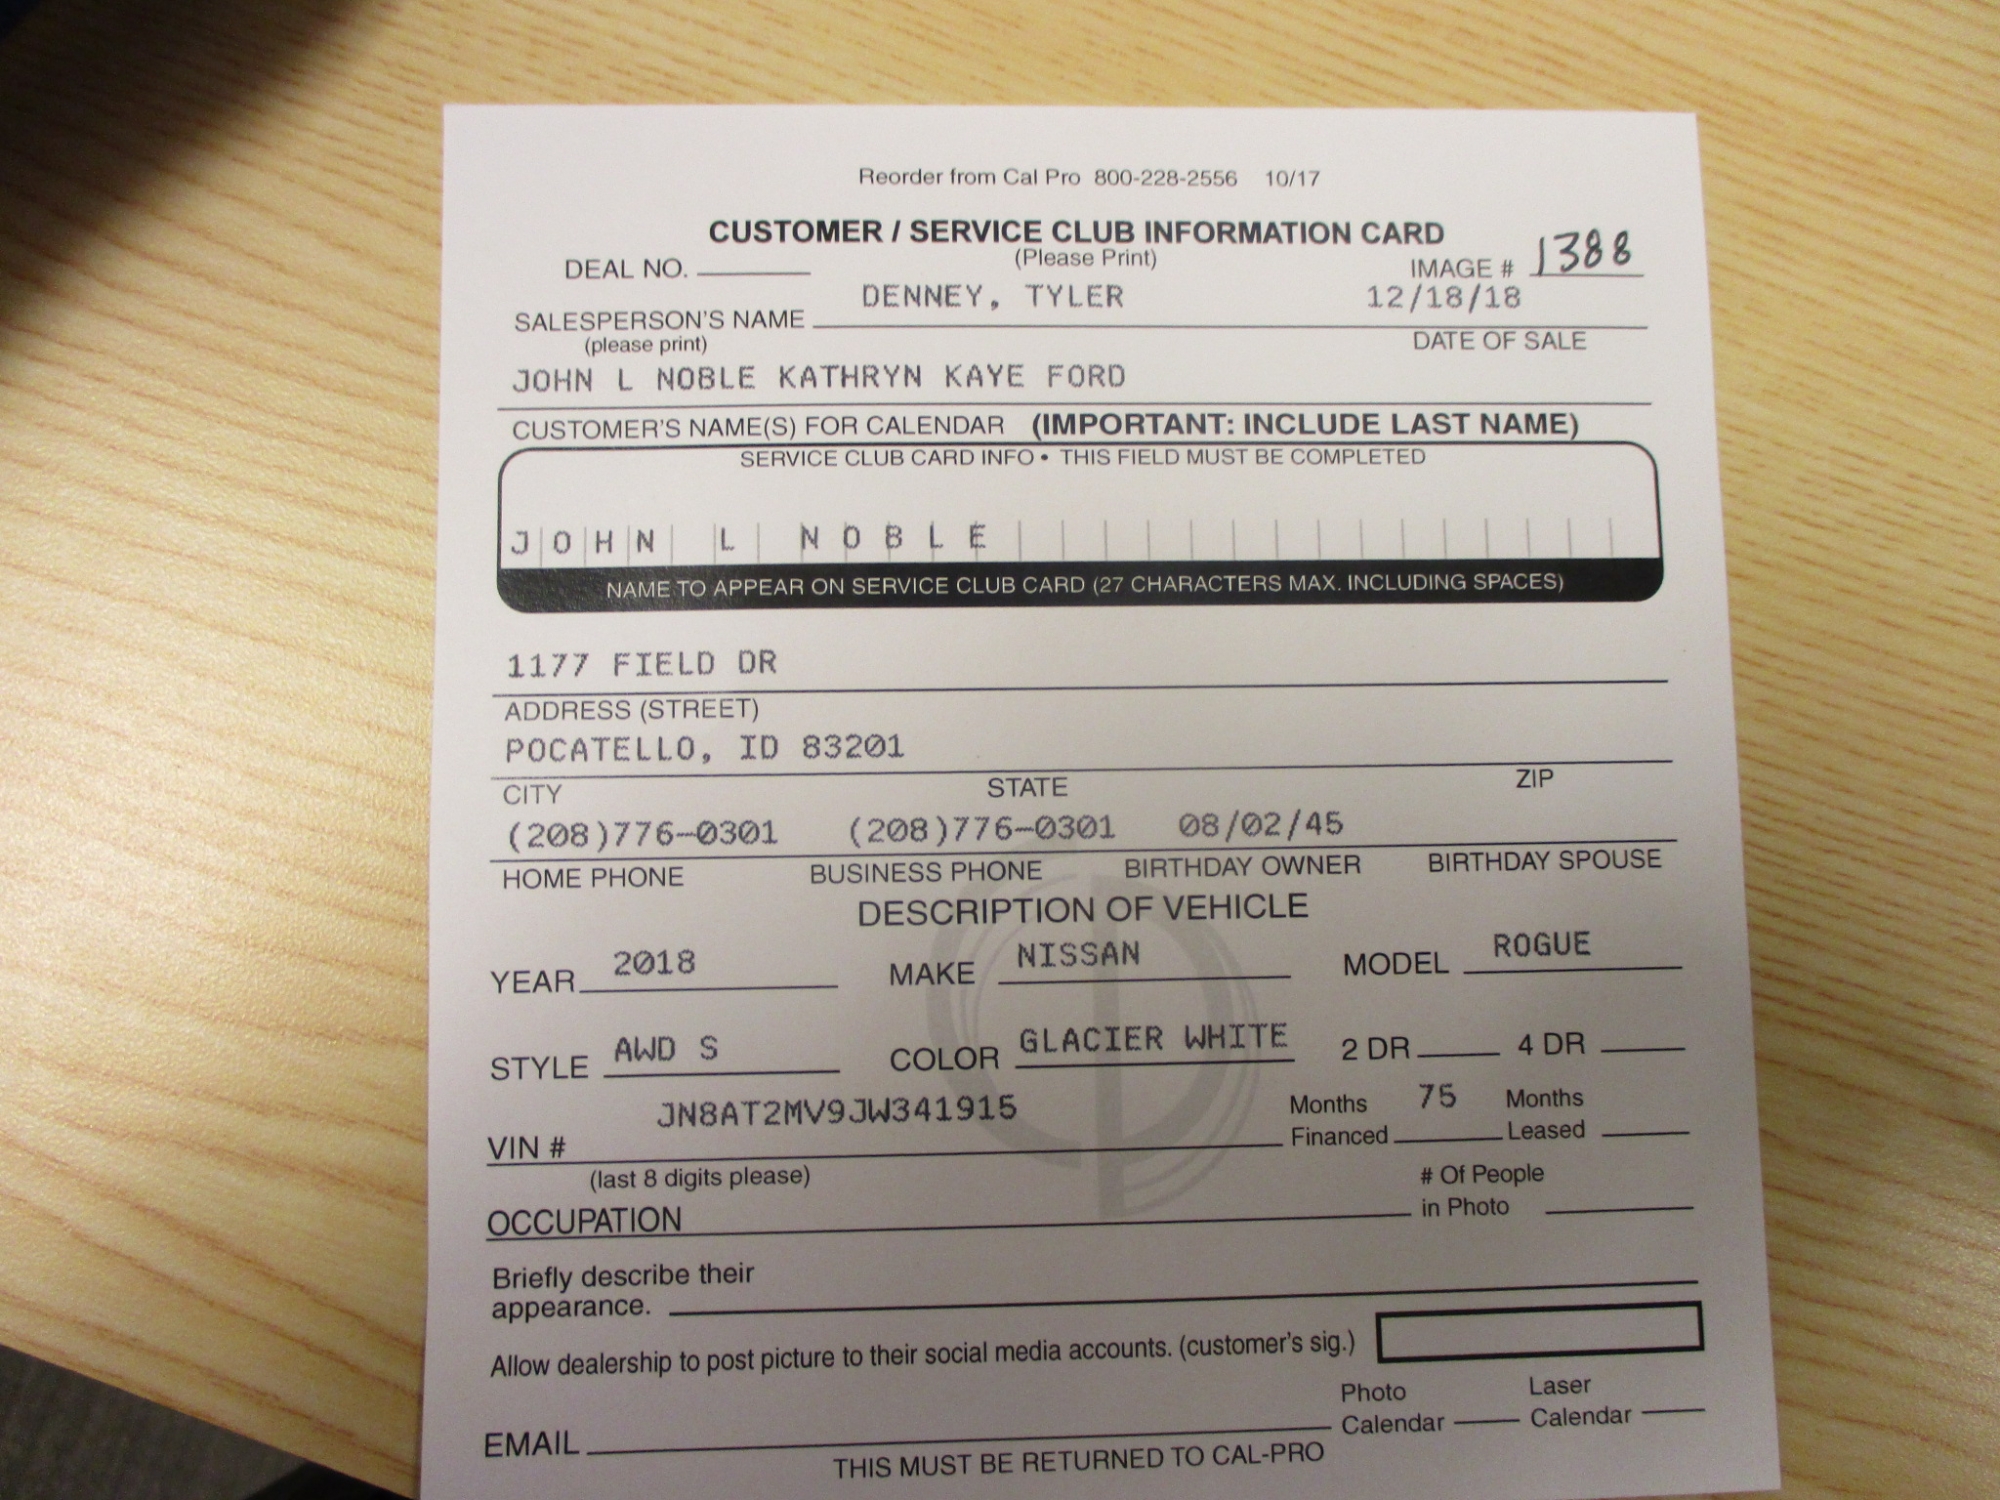 Reorder from Cal Pro 800-228-2556 10/17
CUSTOMER / SERVICE CLUB INFORMATION CARD
(Please Print)
DEAL NO. IMAGE # 1388
DENNEY, TYLER 12/18/18
SALESPERSON'S NAME
(please print) DATE OF SALE
JOHN L NOBLE KATHRYN KAYE FORD
CUSTOMER'S NAME(S) FOR CALENDAR (IMPORTANT: INCLUDE LAST NAME)
SERVICE CLUB CARD INFO • THIS FIELD MUST BE COMPLETED
JOHN L NOBLE
NAME TO APPEAR ON SERVICE CLUB CARD (27 CHARACTERS MAX. INCLUDING SPACES)
1177 FIELD DR
ADDRESS (STREET)
POCATELLO, ID 83201
CITY STATE ZIP
(208)776-0301 (208)776-0301 08/02/45
HOME PHONE BUSINESS PHONE BIRTHDAY OWNER BIRTHDAY SPOUSE
DESCRIPTION OF VEHICLE
YEAR 2018 MAKE NISSAN MODEL ROGUE
STYLE AWD S COLOR GLACIER WHITE 2 DR 4 DR
JN8AT2MV9JW341915 Months 75 Months
VIN # Financed Leased
(last 8 digits please) # Of People
OCCUPATION in Photo
Briefly describe their
appearance.
Allow dealership to post picture to their social media accounts. (customer's sig.)
Photo Laser
EMAIL Calendar Calendar
THIS MUST BE RETURNED TO CAL-PRO